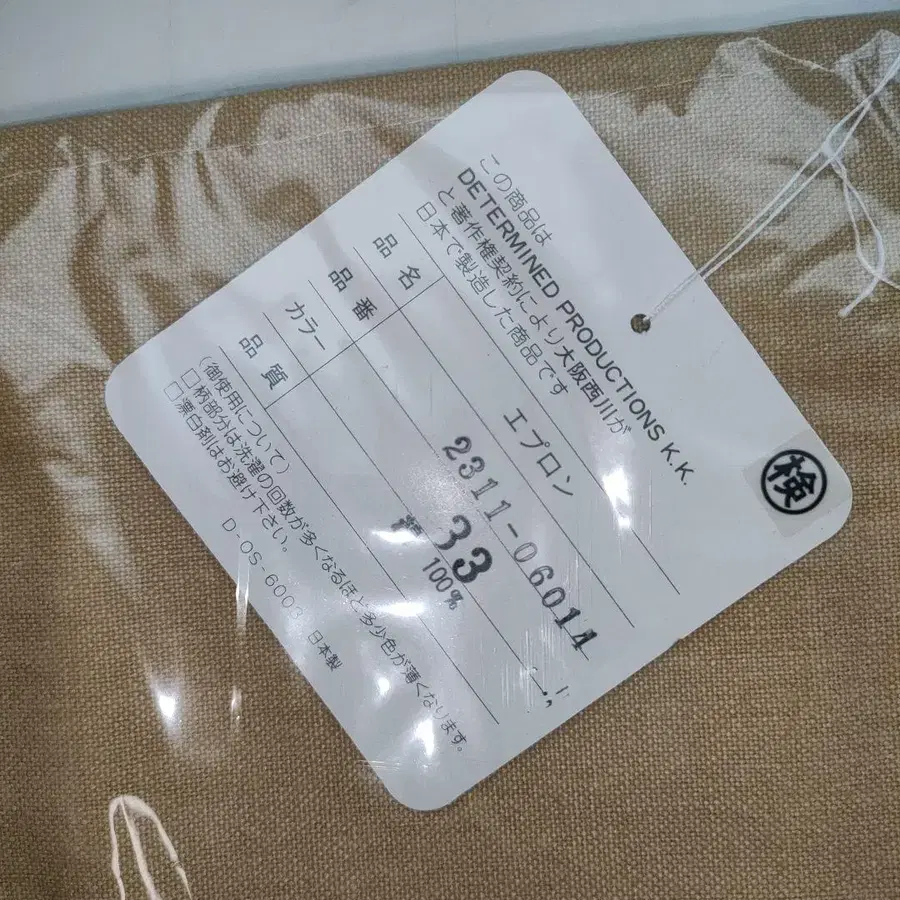 この商品は
DETERMINED PRODUCTIONS K.K.
と著作権契約により大阪西川が
日本で製造した商品です
品名 エプロン
品番 2311-06014
カラー 33
品質 綿 100%
(御使用について)
□柄部分は洗濯の回数が多くなるほど多少色が薄くなります。
□漂白剤はお避け下さい。
D-OS-6003 日本製
検